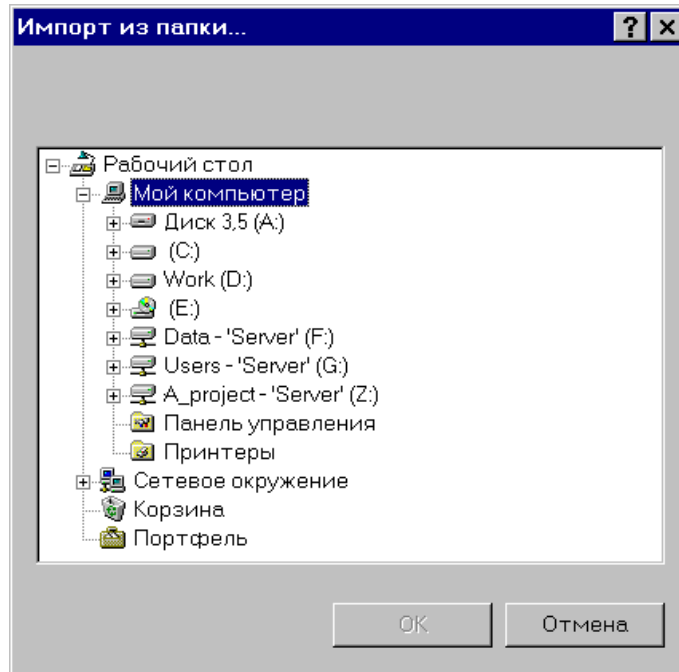 Импорт из папки...
Рабочий стол
Мой компьютер
Диск 3,5 (A:)
(C:)
Work (D:)
(E:)
Data - 'Server' (F:)
Users - 'Server' (G:)
A_project - 'Server' (Z:)
Панель управления
Принтеры
Сетевое окружение
Корзина
Портфель
OK Отмена